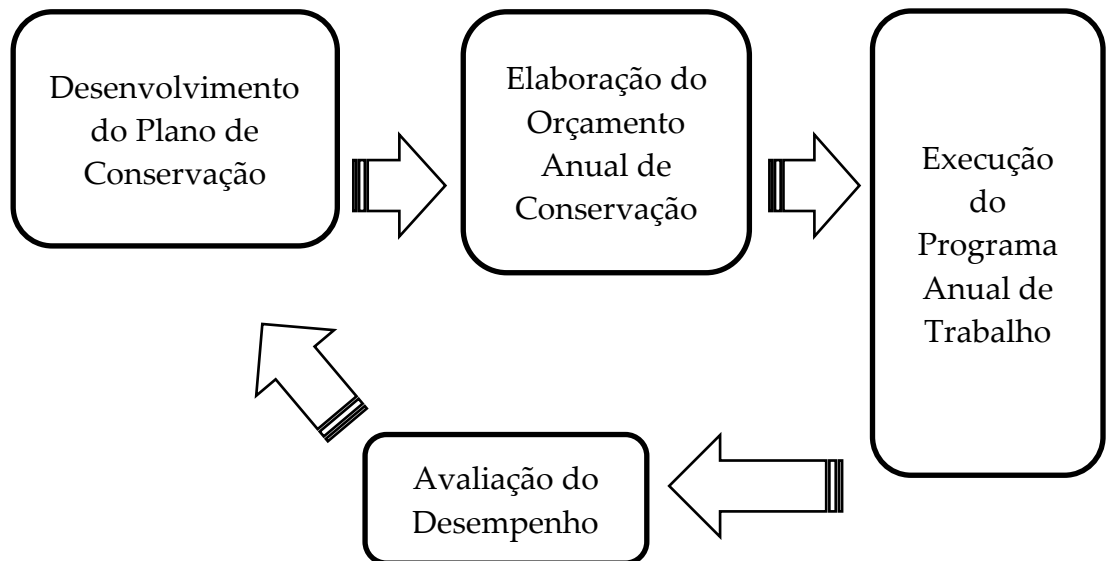 Desenvolvimento
do Plano de
Conservação
Elaboração do
Orçamento
Anual de
Conservação
Execução
do
Programa
Anual de
Trabalho
Avaliação do
Desempenho